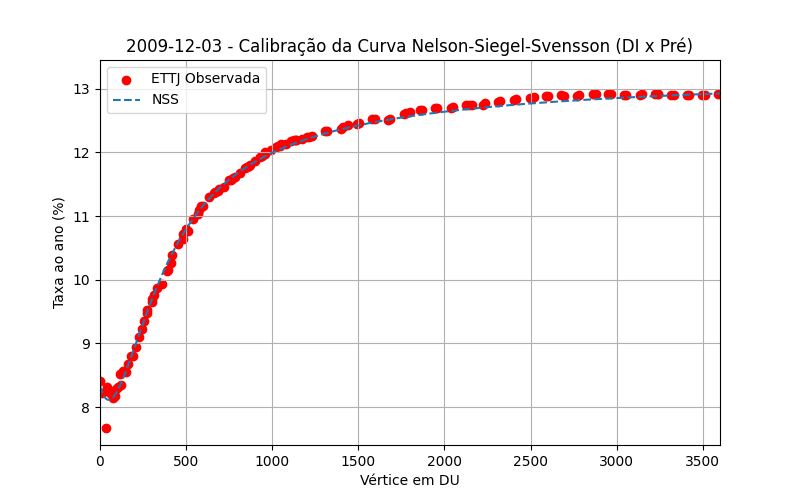 2009-12-03 - Calibração da Curva Nelson-Siegel-Svensson (DI x Pré)
ETTJ Observada
NSS
Taxa ao ano (%)
13
12
11
10
9
8
0 500 1000 1500 2000 2500 3000 3500
Vértice em DU